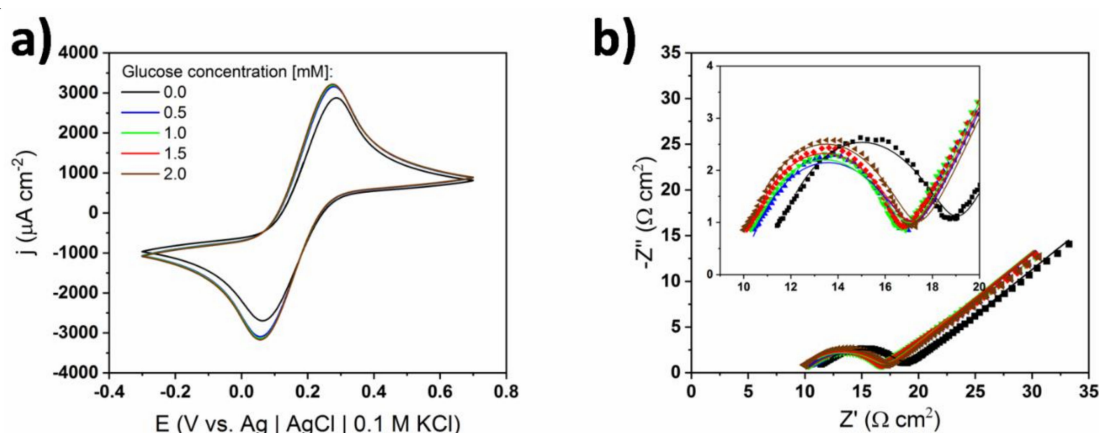 a)
4000
3000
2000
1000
0
-1000
-2000
-3000
-4000
j (μA cm-2)
Glucose concentration [mM]:
0.0
0.5
1.0
1.5
2.0
-0.4 -0.2 0.0 0.2 0.4 0.6 0.8
E (V vs. Ag | AgCl | 0.1 M KCl)
b)
35
30
25
20
15
10
5
0
-Z'' (Ω cm2)
4
3
2
1
0
10 12 14 16 18 20
0 5 10 15 20 25 30 35
Z' (Ω cm2)